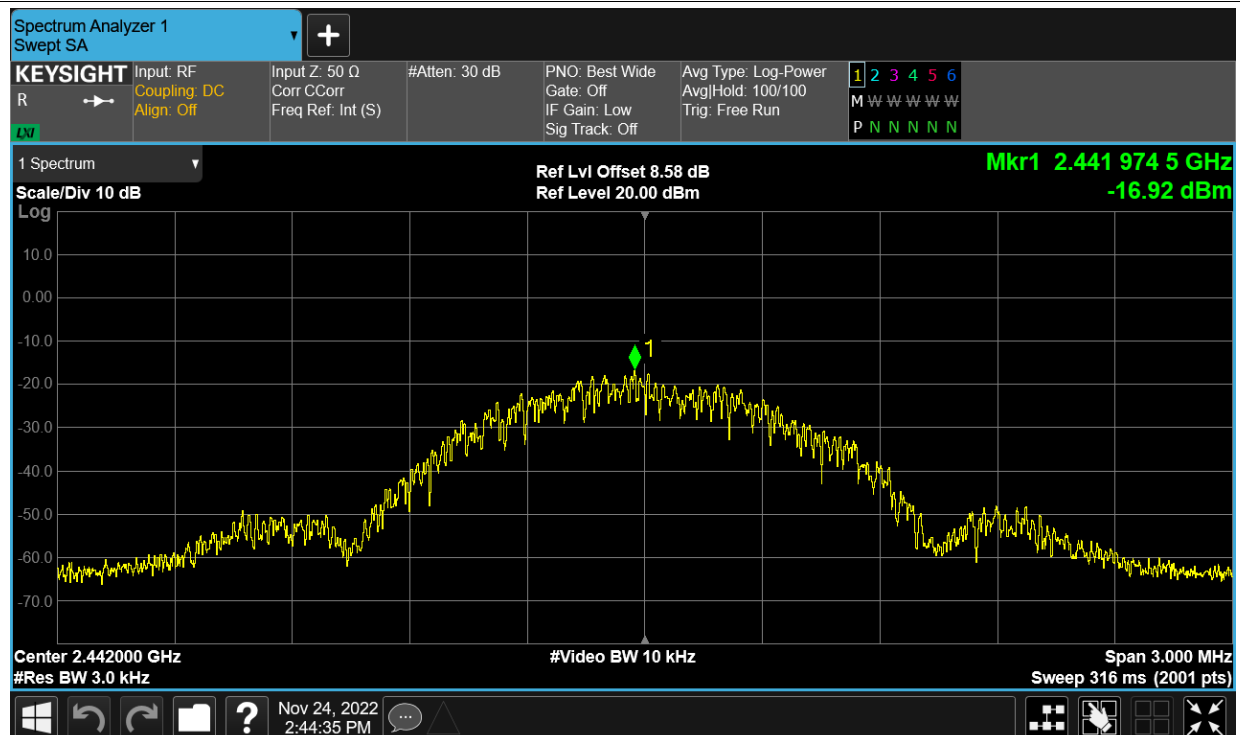 Spectrum Analyzer 1
Swept SA
KEYSIGHT
R
LXI
Input: RF
Coupling: DC
Align: Off
Input Z: 50 Ω
Corr CCorr
Freq Ref: Int (S)
#Atten: 30 dB
PNO: Best Wide
Gate: Off
IF Gain: Low
Sig Track: Off
Avg Type: Log-Power
Avg|Hold: 100/100
Trig: Free Run
1 2 3 4 5 6
M W W W W W
P N N N N N
1 Spectrum
Scale/Div 10 dB
Log
Ref Lvl Offset 8.58 dB
Ref Level 20.00 dBm
Mkr1 2.441 974 5 GHz
-16.92 dBm
10.0
0.00
-10.0
1
-20.0
-30.0
-40.0
-50.0
-60.0
-70.0
Center 2.442000 GHz
#Res BW 3.0 kHz
#Video BW 10 kHz
Span 3.000 MHz
Sweep 316 ms (2001 pts)
?
Nov 24, 2022
2:44:35 PM